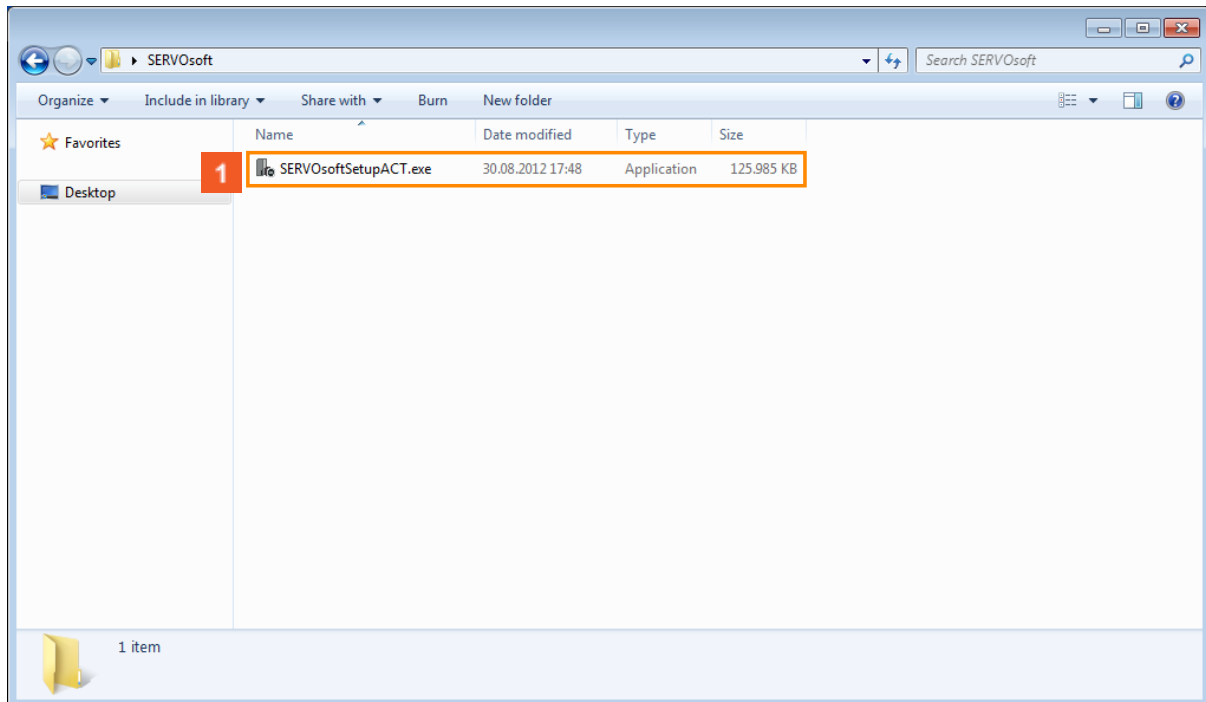 SERVOsoft
Search SERVOsoft
Organize Include in library Share with Burn New folder
Favorites
Desktop
Name Date modified Type Size
1 SERVOsoftSetupACT.exe 30.08.2012 17:48 Application 125.985 KB
1 item